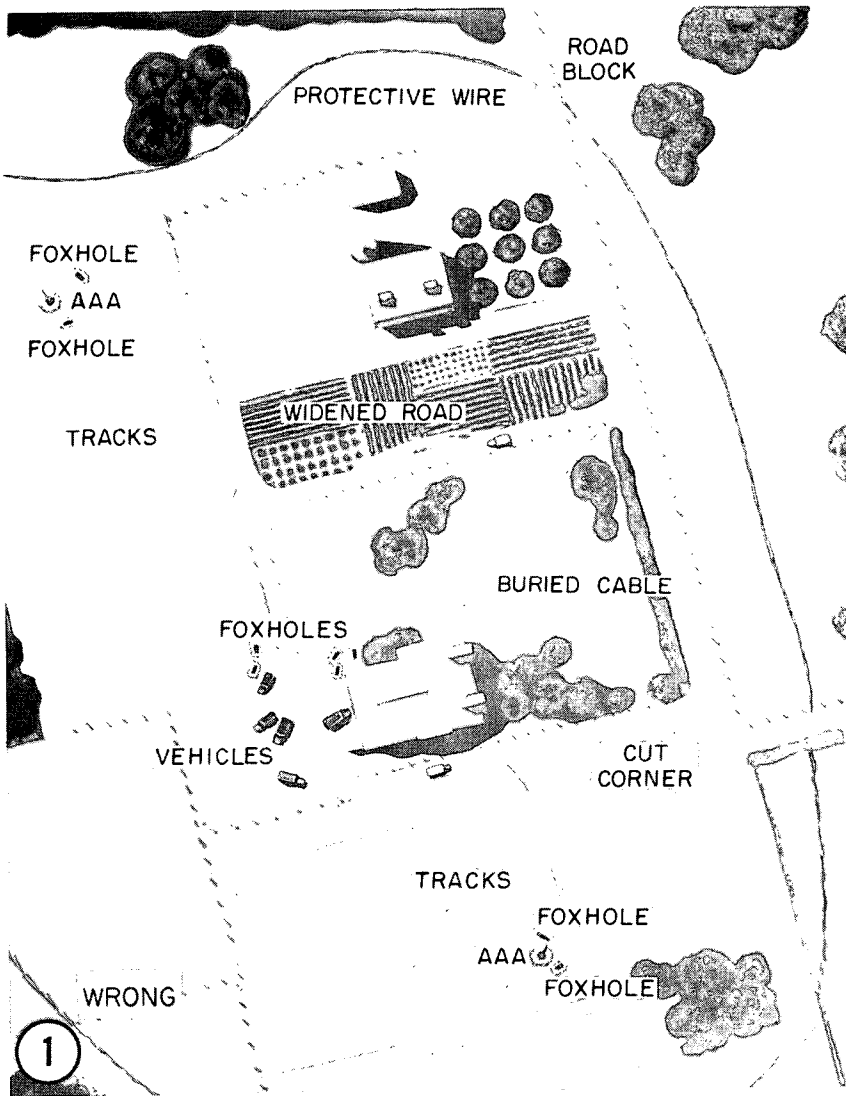 ROAD
BLOCK
PROTECTIVE WIRE
FOXHOLE
AAA
FOXHOLE
WIDENED ROAD
TRACKS
BURIED CABLE
FOXHOLES
VEHICLES
CUT
CORNER
TRACKS
FOXHOLE
AAA
FOXHOLE
WRONG
1